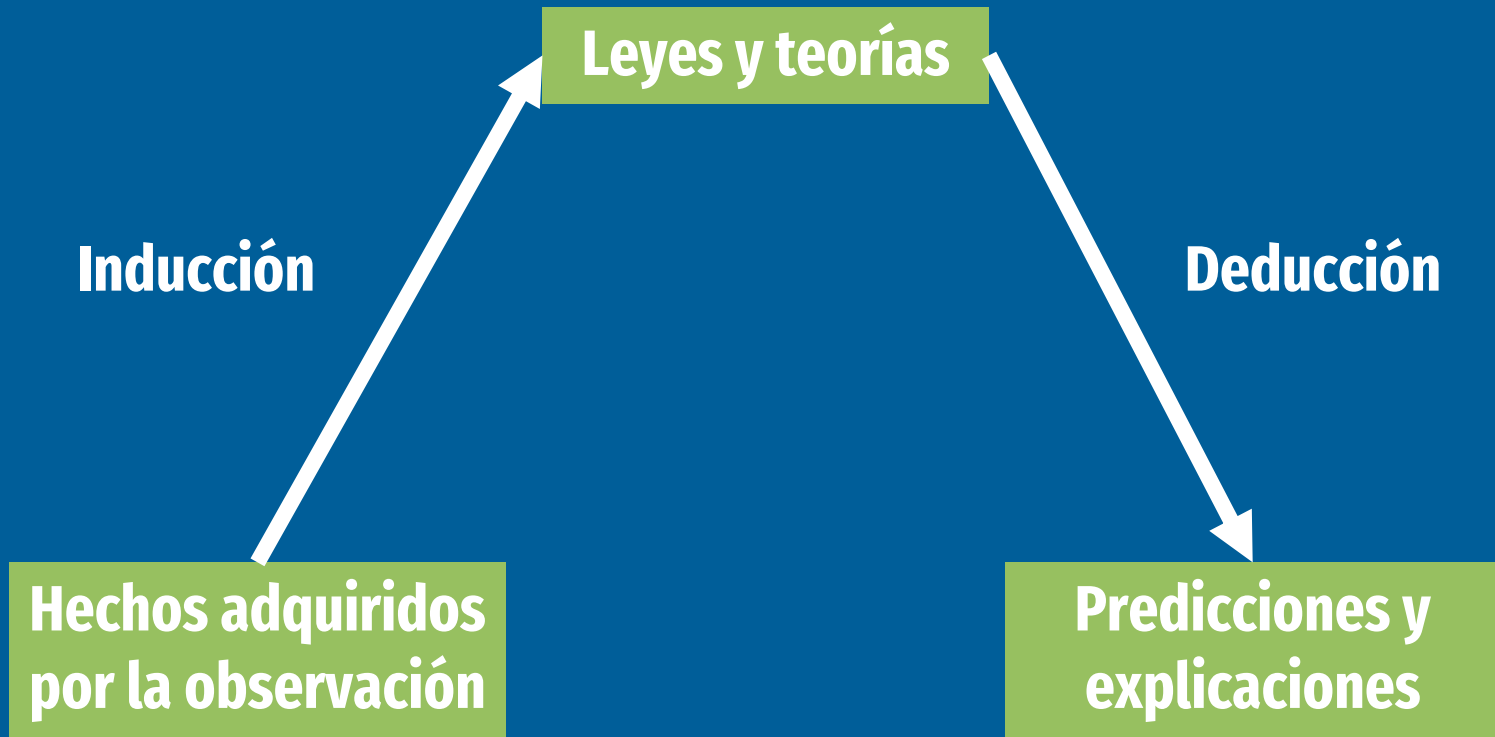 Leyes y teorías
Inducción
Deducción
Hechos adquiridos
por la observación
Predicciones y
explicaciones